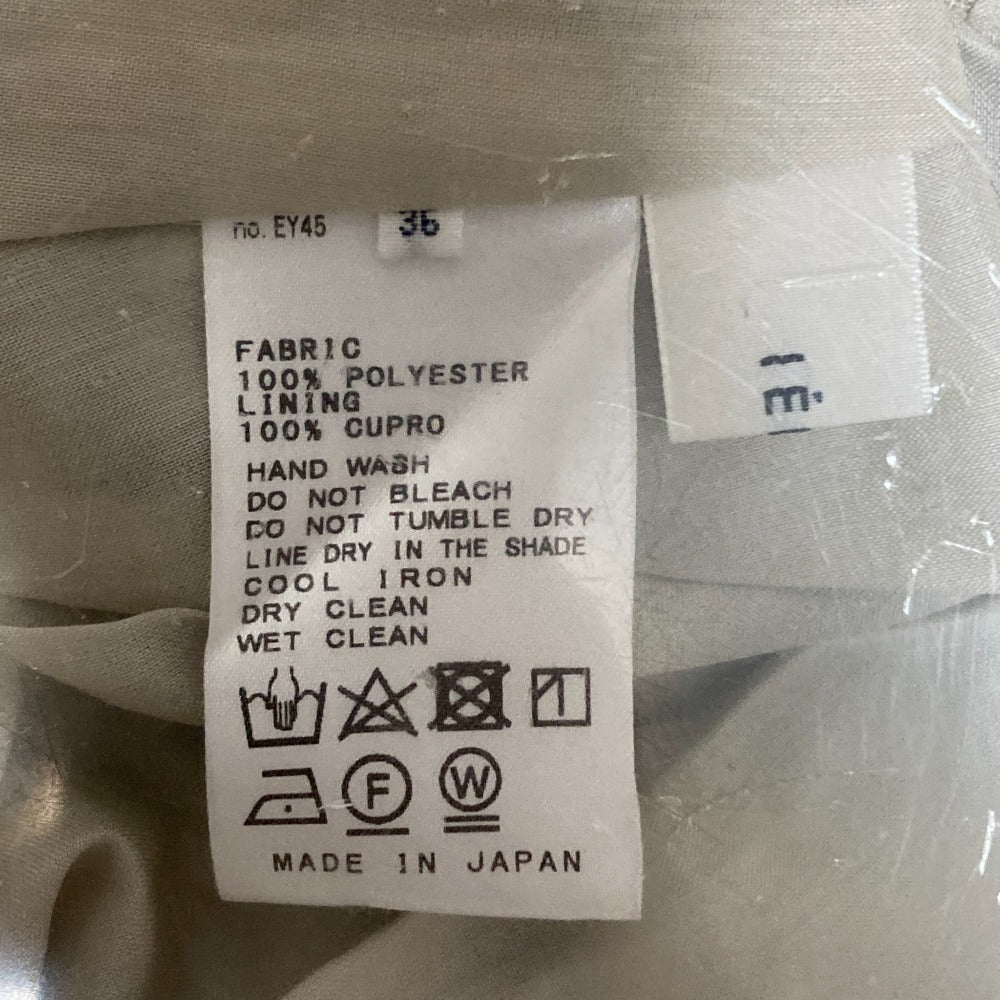 no. EY45
36
FABRIC
100% POLYESTER
LINING
100% CUPRO
HAND WASH
DO NOT BLEACH
DO NOT TUMBLE DRY
LINE DRY IN THE SHADE
COOL IRON
DRY CLEAN
WET CLEAN
F
W
MADE IN JAPAN